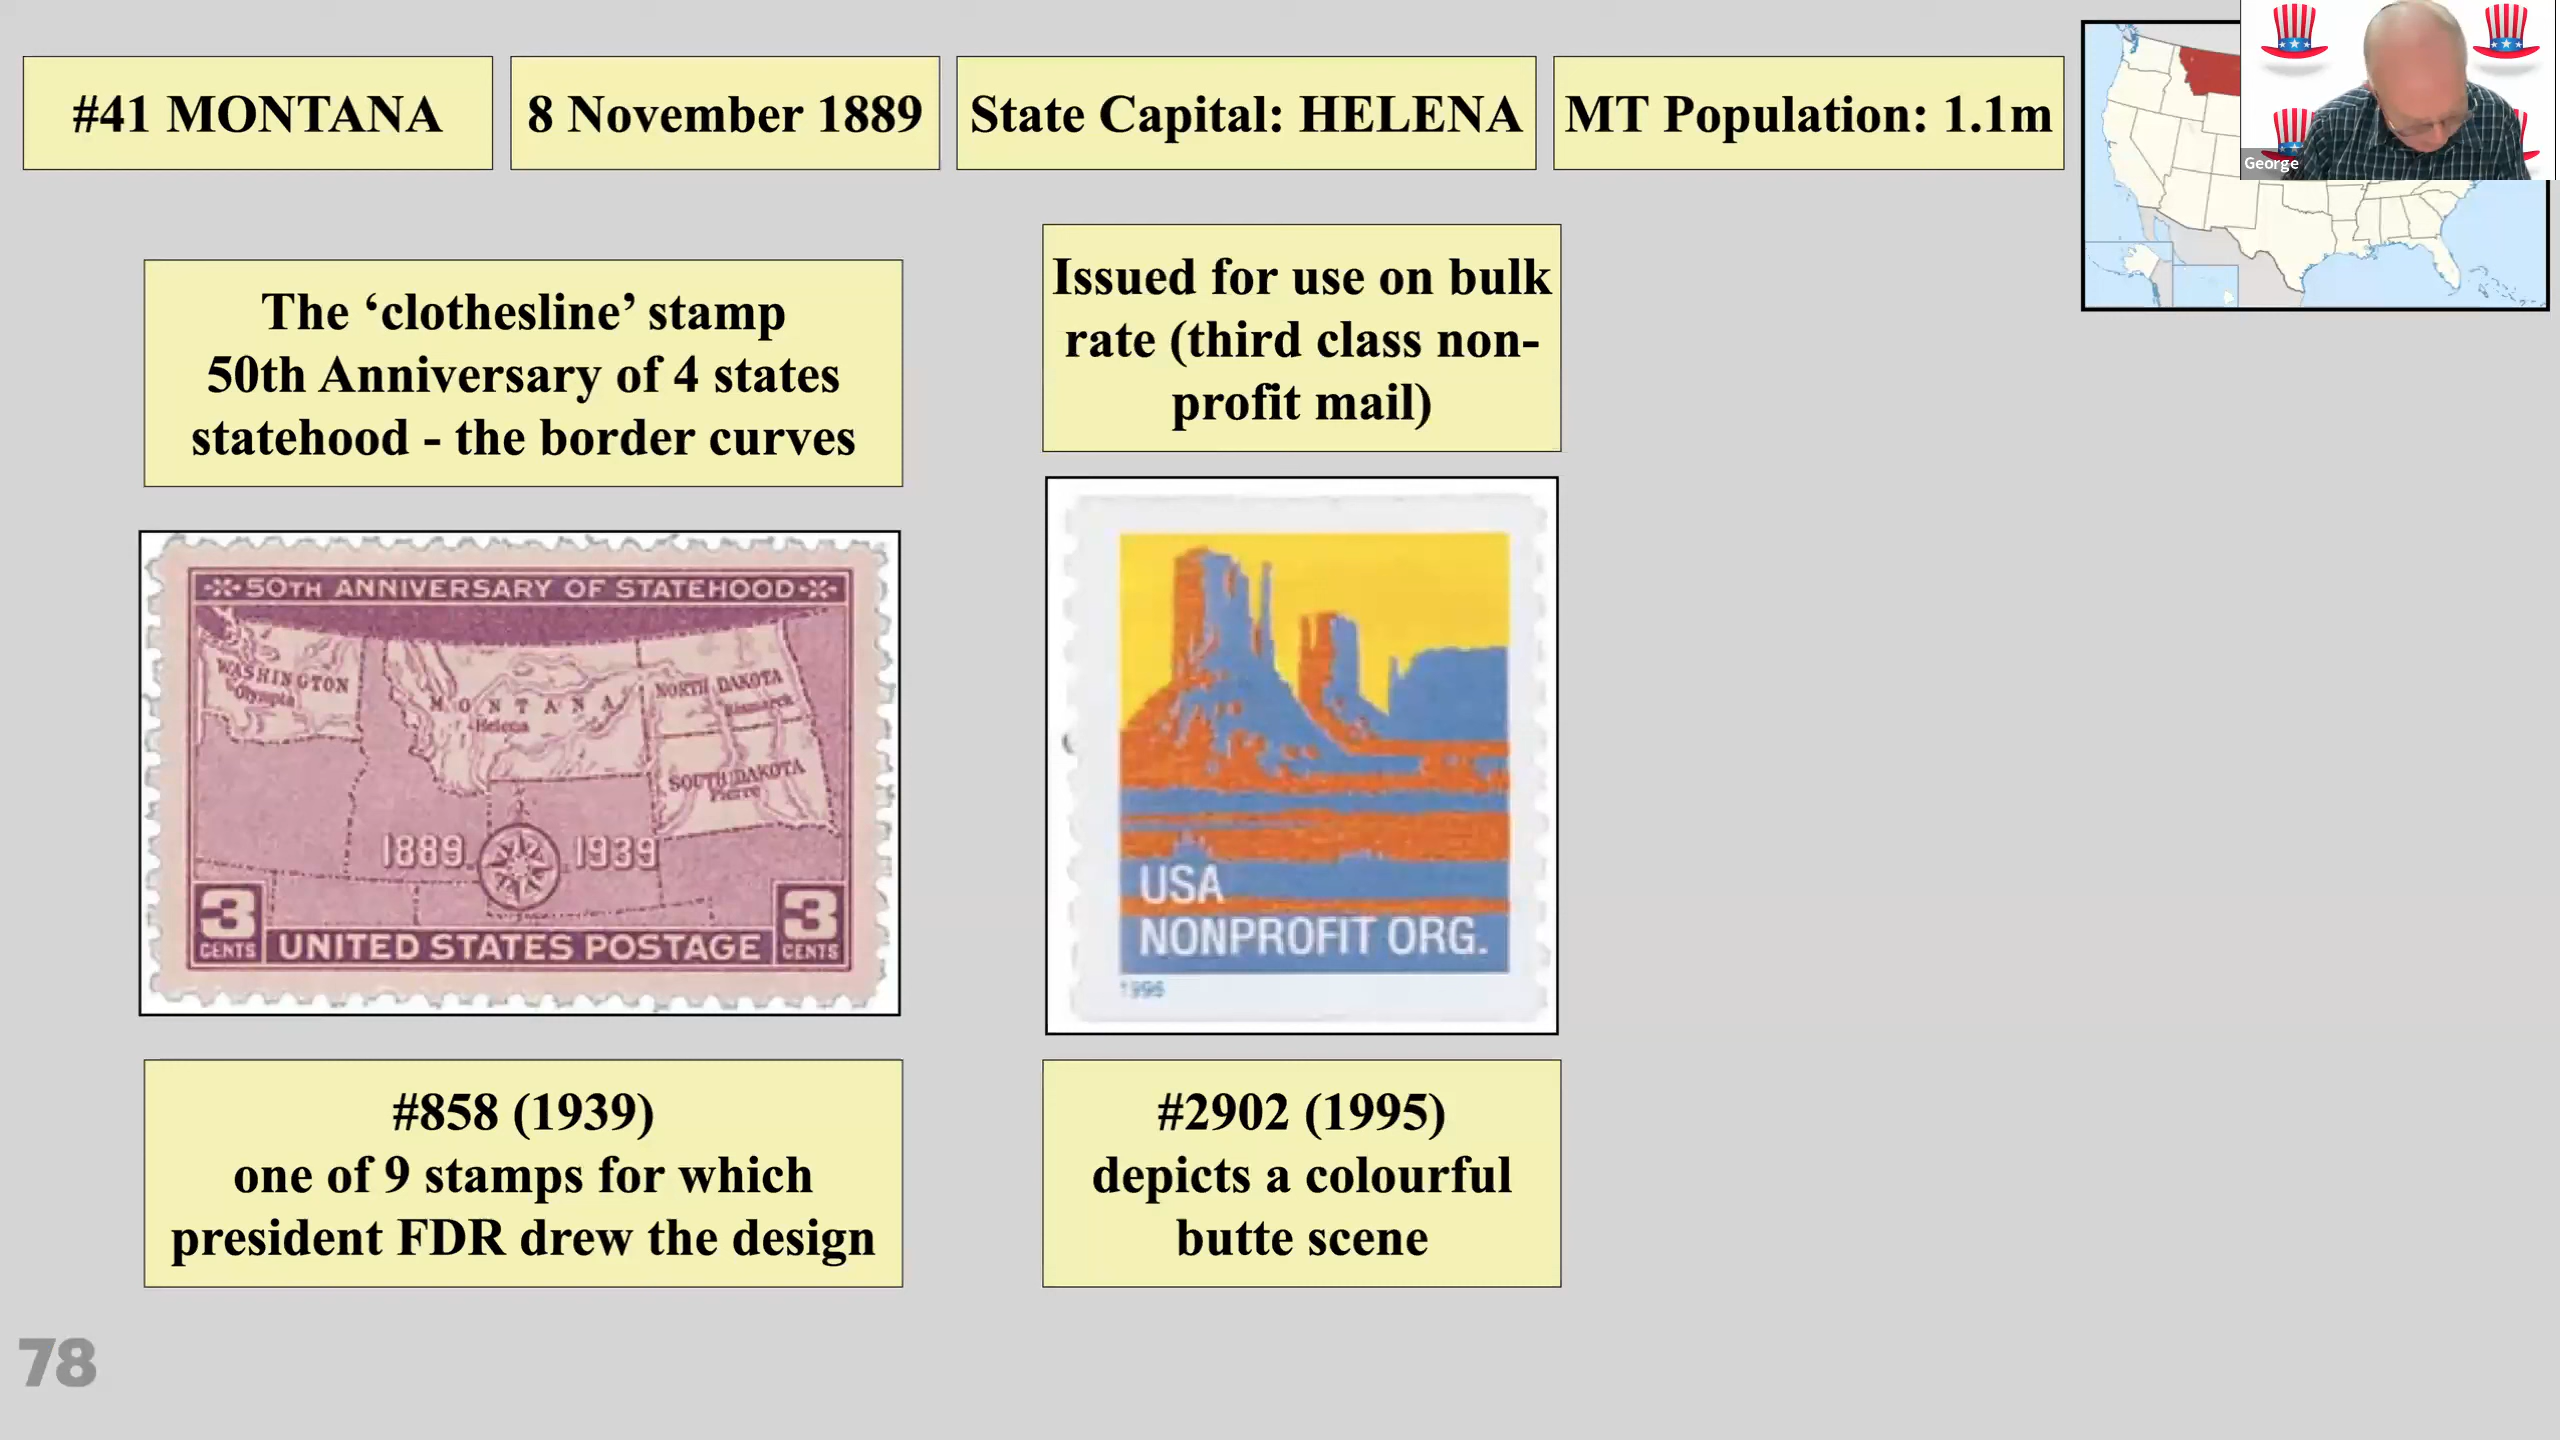 #41 MONTANA
8 November 1889
State Capital: HELENA
MT Population: 1.1m
George
The ‘clothesline’ stamp
50th Anniversary of 4 states
statehood - the border curves
Issued for use on bulk
rate (third class non-
profit mail)
50TH ANNIVERSARY OF STATEHOOD
WASHINGTON
Olympia
MONTANA
Helena
NORTH DAKOTA
Bismarck
SOUTH DAKOTA
Pierre
1889 1939
3 CENTS
UNITED STATES POSTAGE
3 CENTS
USA
NONPROFIT ORG.
1996
#858 (1939)
one of 9 stamps for which
president FDR drew the design
#2902 (1995)
depicts a colourful
butte scene
78